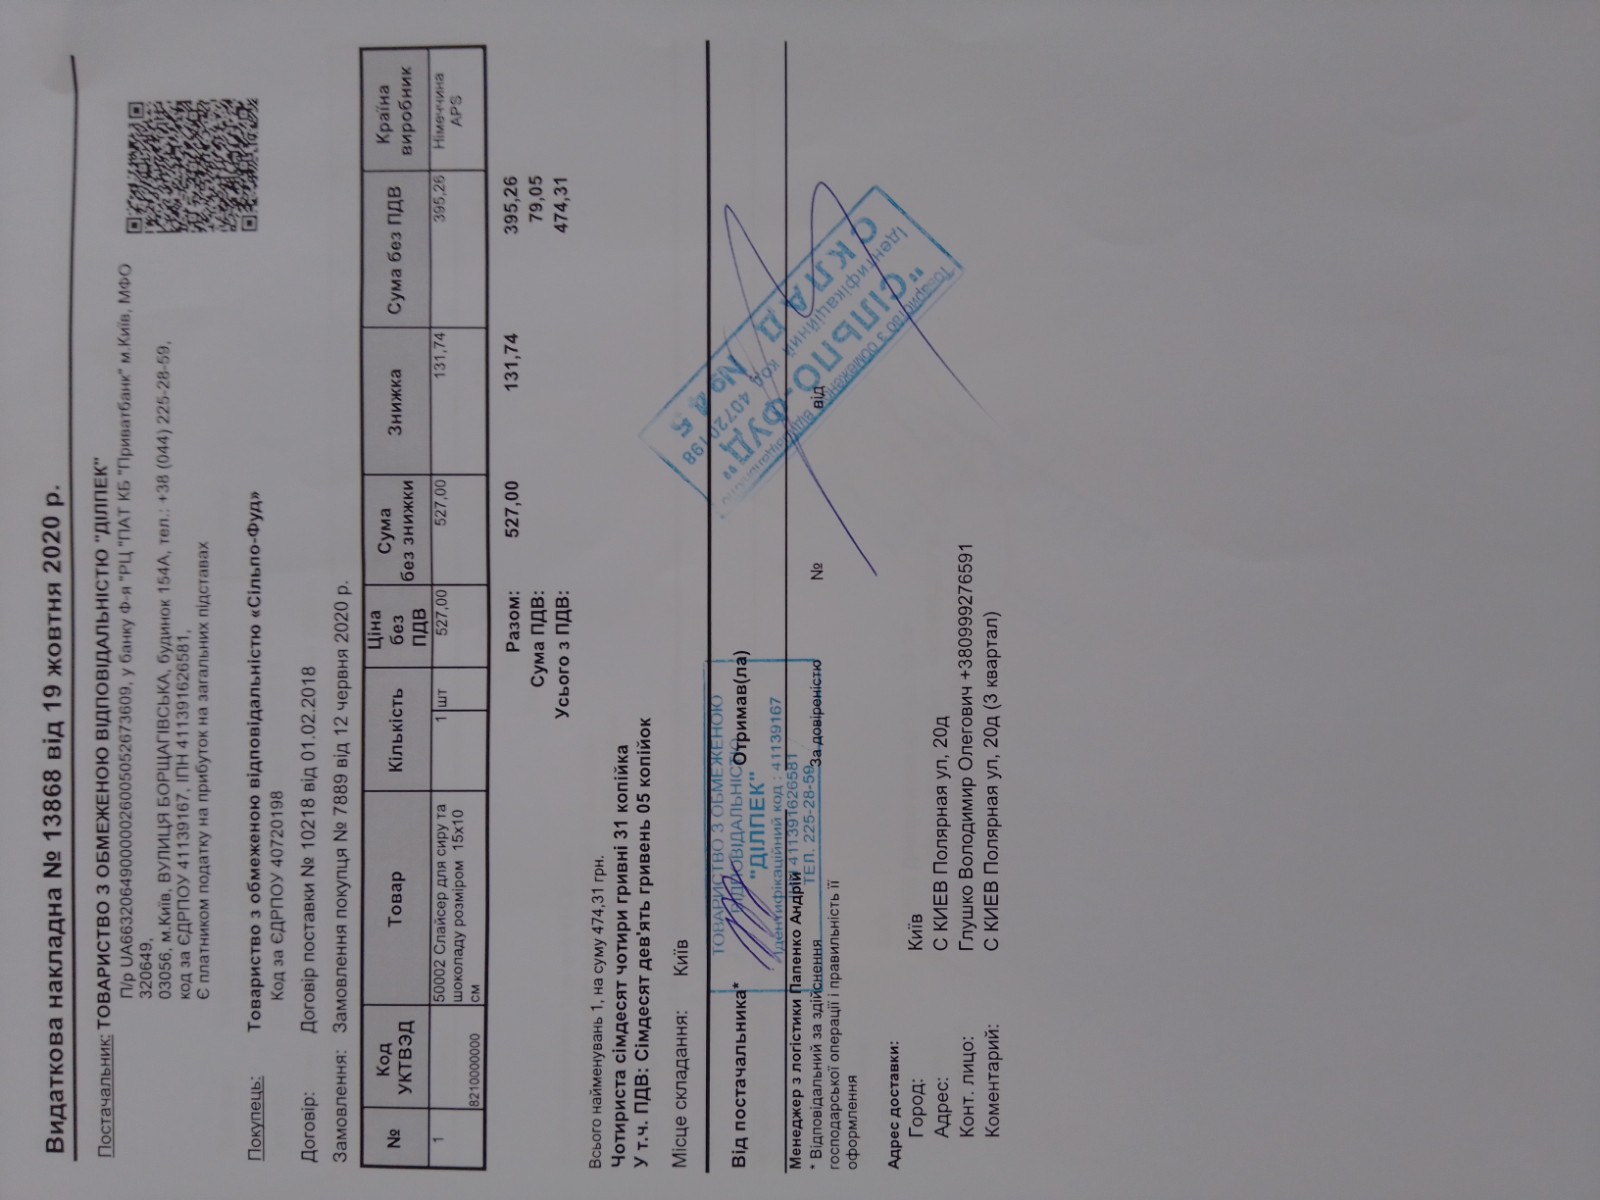 Видаткова накладна № 13868 від 19 жовтня 2020 р.
Постачальник: ТОВАРИСТВО З ОБМЕЖЕНОЮ ВІДПОВІДАЛЬНІСТЮ "ДІЛПЕК"
П/р UA663206490000026005052673609, у банку Ф-я "РЦ "ПАТ КБ "Приватбанк" м.Київ, МФО
320649,
03056, м.Київ, ВУЛИЦЯ БОРЩАГІВСЬКА, будинок 154А, тел.: +38 (044) 225-28-59,
код за ЄДРПОУ 41139167, ІПН 411391626581,
Є платником податку на прибуток на загальних підставах
Покупець: Товариство з обмеженою відповідальністю «Сільпо-Фуд»
Код за ЄДРПОУ 40720198
Договір: Договір поставки № 10218 від 01.02.2018
Замовлення: Замовлення покупця № 7889 від 12 червня 2020 р.
№ Код УКТВЭД Товар Кількість Ціна без ПДВ Сума без знижки Знижка Сума без ПДВ Країна виробник
1 50002 Слайсер для сиру та 1 шт 527,00 527,00 131,74 395,26 Німеччина
шоколаду розміром 15х10 APS
8210000000 см
Разом: 527,00 131,74 395,26
Сума ПДВ: 79,05
Усього з ПДВ: 474,31
Всього найменувань 1, на суму 474,31 грн.
Чотириста сімдесят чотири гривні 31 копійка
У т.ч. ПДВ: Сімдесят дев'ять гривень 05 копійок
Місце складання: Київ
Від постачальника* Отримав(ла)
Менеджер з логістики Папенко Андрій
* Відповідальний за здійснення За довіреністю № від
господарської операції і правильність її
оформлення
ТОВАРИСТВО З ОБМЕЖЕНОЮ
ВІДПОВІДАЛЬНІСТЮ
"ДІЛПЕК"
Ідентифікаційний код : 41139167
411391626581
ТЕЛ. 225-28-59
Товариство з обмеженою відповідальністю
"СІЛЬПО-ФУД"
Ідентифікаційний код 40720198
СКЛАД №
Адрес доставки:
Город: Київ
Адрес: С КИЕВ Полярная ул, 20д
Конт. лицо: Глушко Володимир Олегович +380999276591
Коментарий: С КИЕВ Полярная ул, 20д (3 квартал)